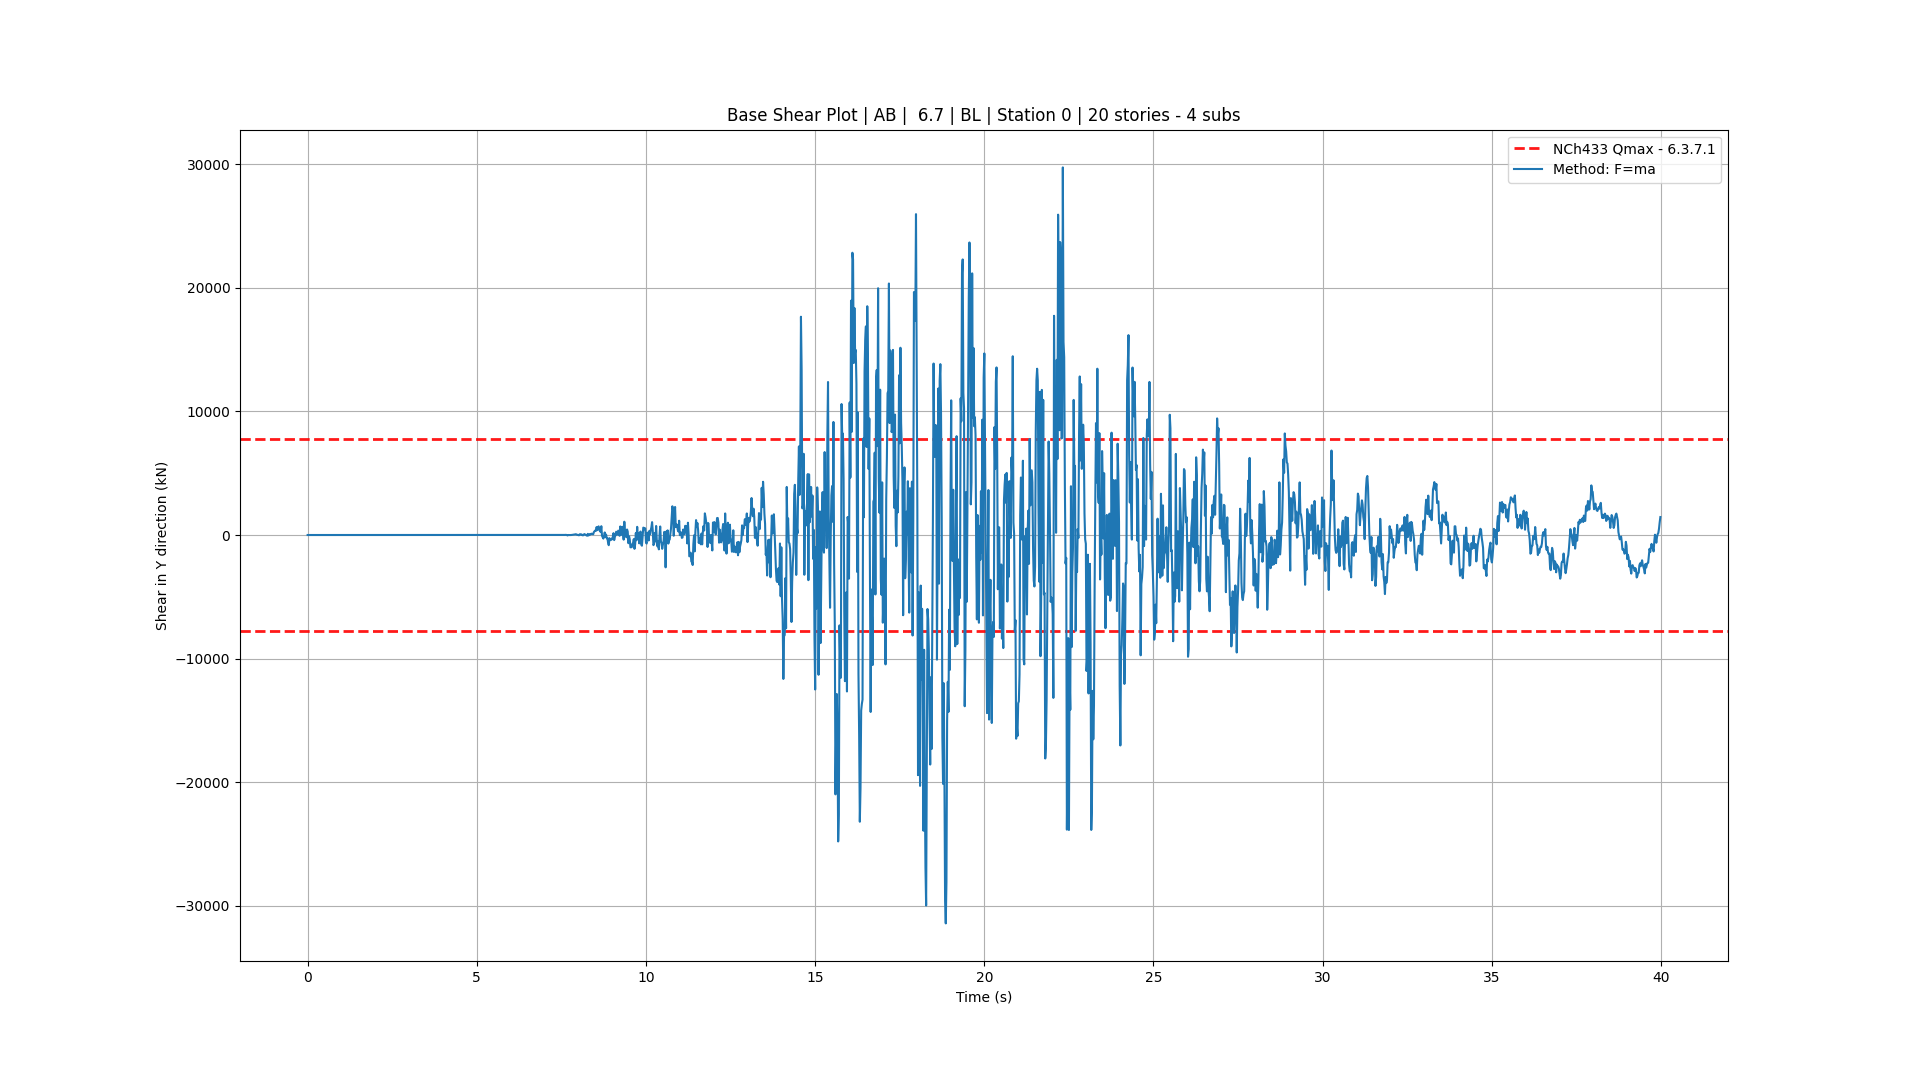 Base Shear Plot | AB |  6.7 | BL | Station 0 | 20 stories - 4 subs
NCh433 Qmax - 6.3.7.1
Method: F=ma
30000
20000
10000
0
−10000
−20000
−30000
Shear in Y direction (kN)
0 5 10 15 20 25 30 35 40
Time (s)